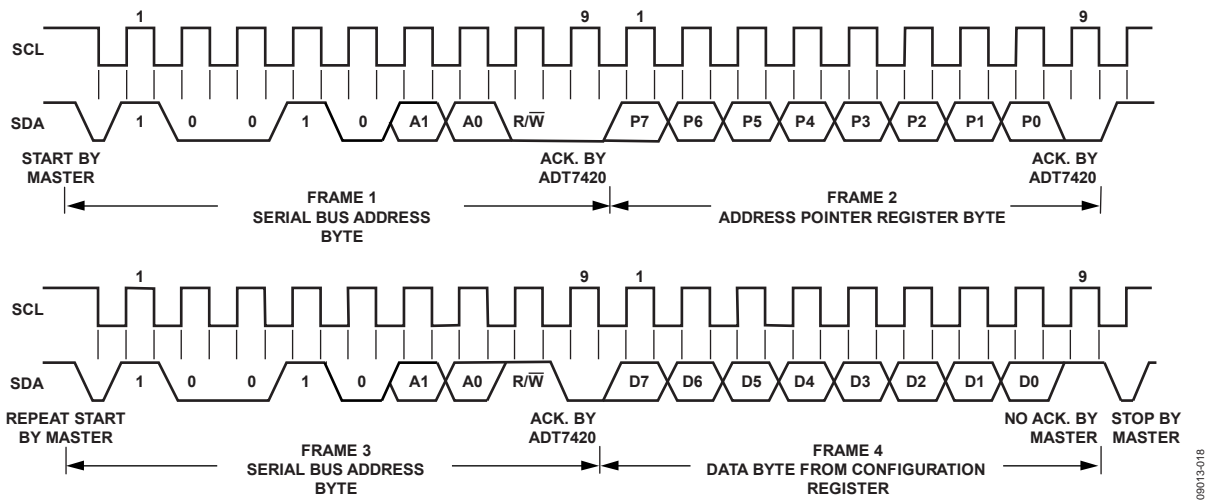 1 9 1 9
SCL
SDA 1 0 0 1 0 A1 A0 R/W̅ P7 P6 P5 P4 P3 P2 P1 P0
START BY
MASTER
ACK. BY
ADT7420
ACK. BY
ADT7420
FRAME 1
SERIAL BUS ADDRESS
BYTE
FRAME 2
ADDRESS POINTER REGISTER BYTE
1 9 1 9
SCL
SDA 1 0 0 1 0 A1 A0 R/W̅ D7 D6 D5 D4 D3 D2 D1 D0
REPEAT START
BY MASTER
ACK. BY
ADT7420
NO ACK. BY
MASTER
STOP BY
MASTER
FRAME 3
SERIAL BUS ADDRESS
BYTE
FRAME 4
DATA BYTE FROM CONFIGURATION
REGISTER
09013-018